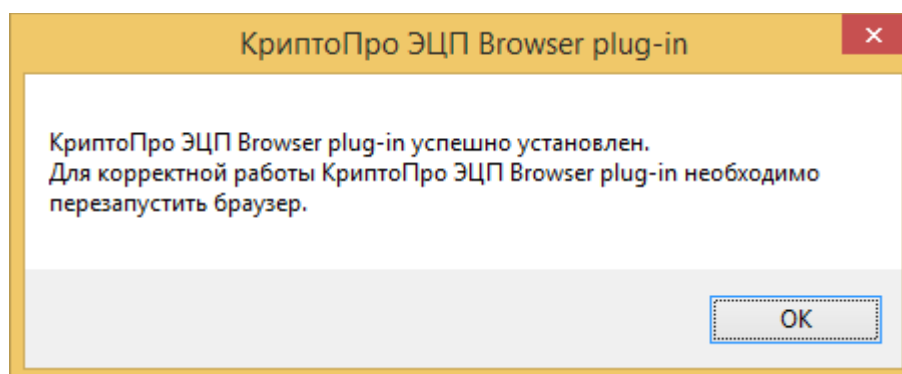 КриптоПро ЭЦП Browser plug-in
КриптоПро ЭЦП Browser plug-in успешно установлен.
Для корректной работы КриптоПро ЭЦП Browser plug-in необходимо
перезапустить браузер.
OK